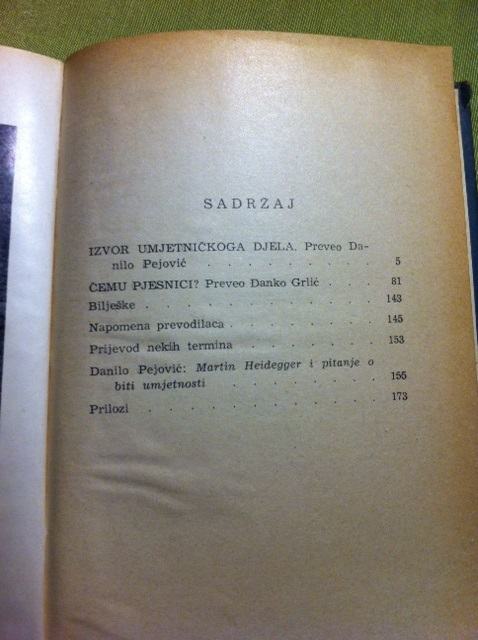 SADRŽAJ
IZVOR UMJETNIČKOGA DJELA. Preveo Da-
nilo Pejović . . . . . . . . 5
ČEMU PJESNICI? Preveo Danko Grlić . . . 81
Bilješke . . . . . . . . . . 143
Napomena prevodilaca . . . . . . . 145
Prijevod nekih termina . . . . . . . 153
Danilo Pejović: Martin Heidegger i pitanje o
biti umjetnosti . . . . . . . 155
Prilozi . . . . . . . . . . 173